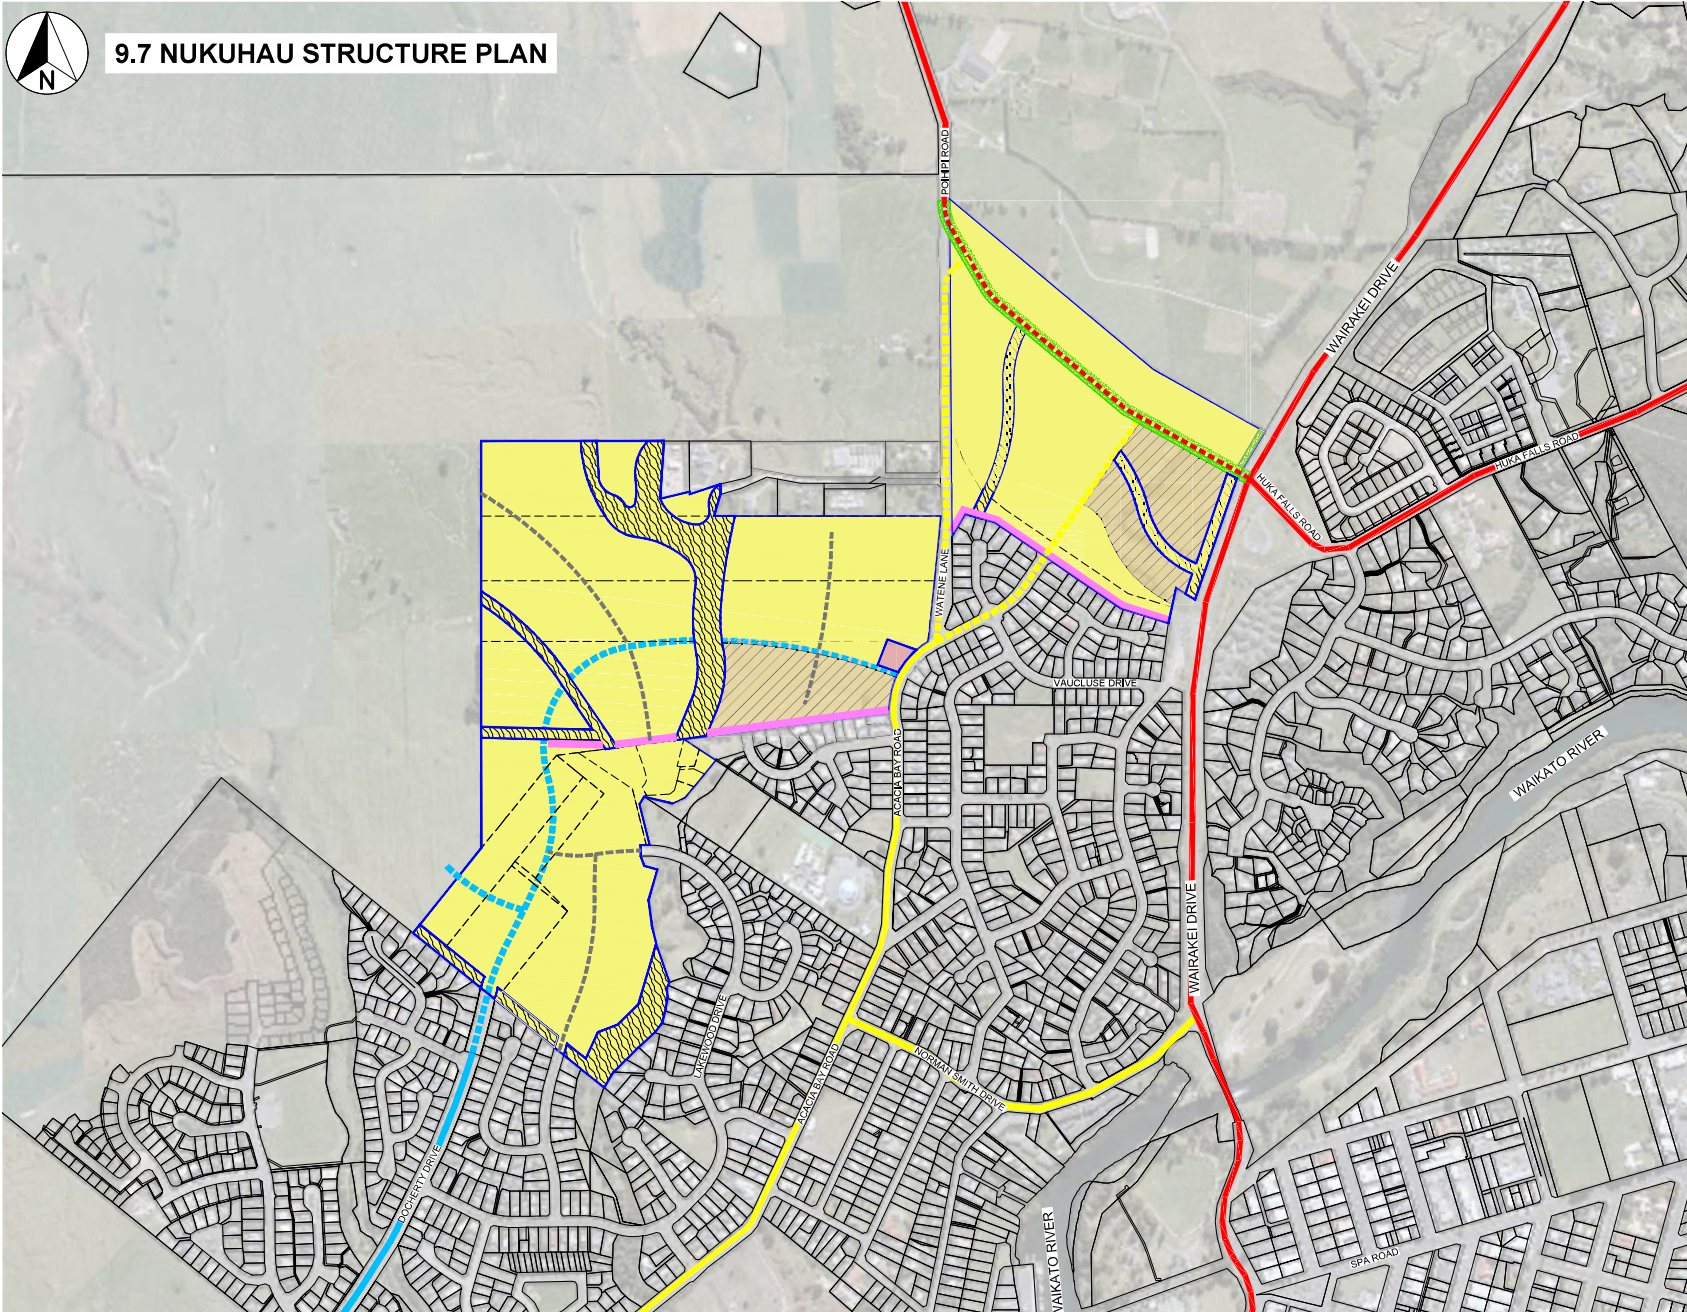 9.7 NUKUHAU STRUCTURE PLAN
N
POIHIPI ROAD
WAIRAKEI DRIVE
HUKA FALLS ROAD
HUKA FALLS ROAD
WATENE LANE
VAUCLUSE DRIVE
ACACIA BAY ROAD
WAIKATO RIVER
WAIRAKEI DRIVE
LAKEWOOD DRIVE
NORMAN SMITH DRIVE
ACACIA BAY ROAD
DOCHERTY DRIVE
WAIKATO RIVER
SPA ROAD